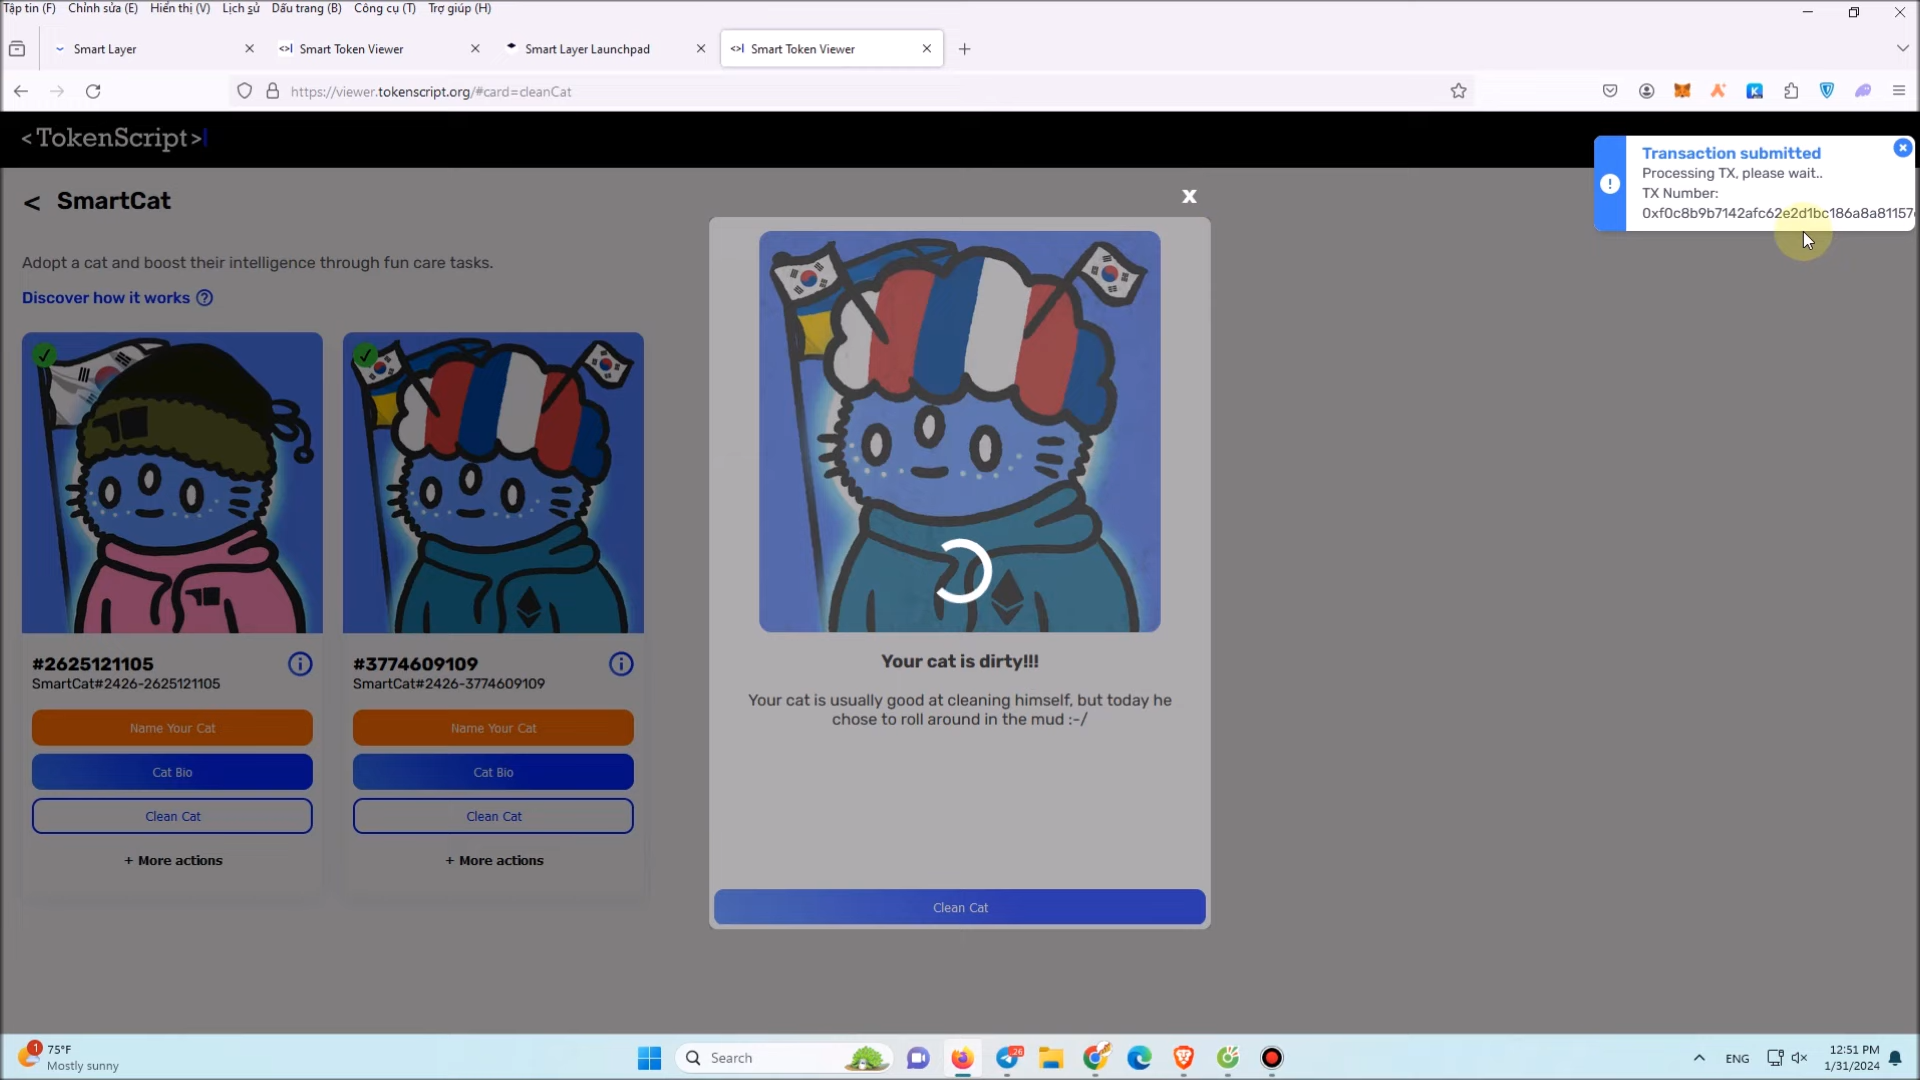 Tập tin (F) Chỉnh sửa (E) Hiển thị (V) Lịch sử Dấu trang (B) Công cụ (T) Trợ giúp (H)
Smart Layer <•> Smart Token Viewer Smart Layer Launchpad <•> Smart Token Viewer
https://viewer.tokenscript.org/#card=cleanCat
<TokenScript>
Transaction submitted
Processing TX, please wait..
TX Number:
0xf0c8b9b7142afc62e2d1bc186a8a81157
< SmartCat
X
Adopt a cat and boost their intelligence through fun care tasks.
Discover how it works ?
#2625121105
SmartCat#2426-2625121105
Name Your Cat
Cat Bio
Clean Cat
+ More actions
#3774609109
SmartCat#2426-3774609109
Name Your Cat
Cat Bio
Clean Cat
+ More actions
Your cat is dirty!!!
Your cat is usually good at cleaning himself, but today he
chose to roll around in the mud :-/
Clean Cat
1
75°F
Mostly sunny
Search
26
ENG
12:51 PM
1/31/2024